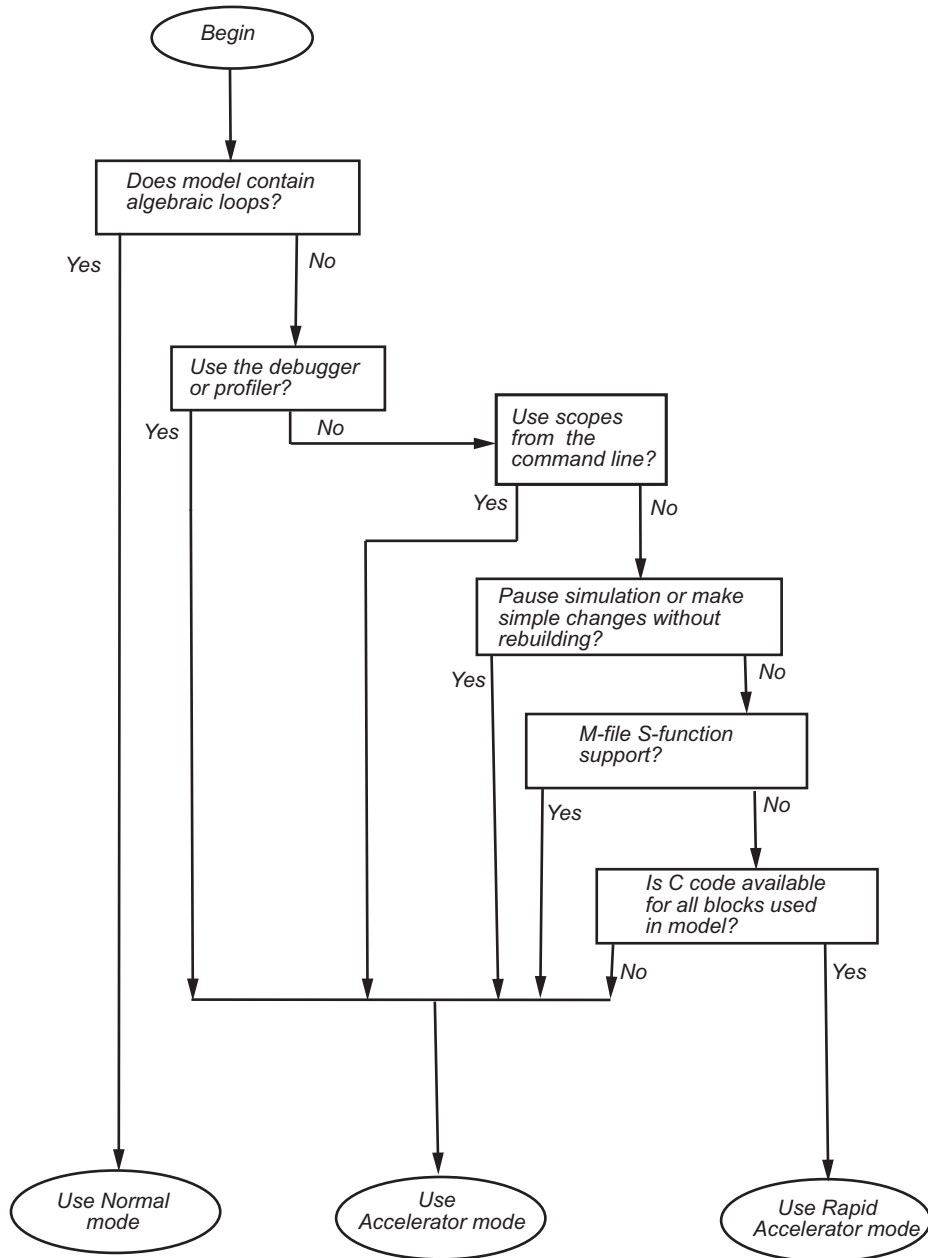 Begin
Does model contain
algebraic loops?
Yes
No
Use the debugger
or profiler?
Yes
No
Use scopes
from the
command line?
Yes
No
Pause simulation or make
simple changes without
rebuilding?
Yes
No
M-file S-function
support?
Yes
No
Is C code available
for all blocks used
in model?
No
Yes
Use Normal
mode
Use
Accelerator mode
Use Rapid
Accelerator mode